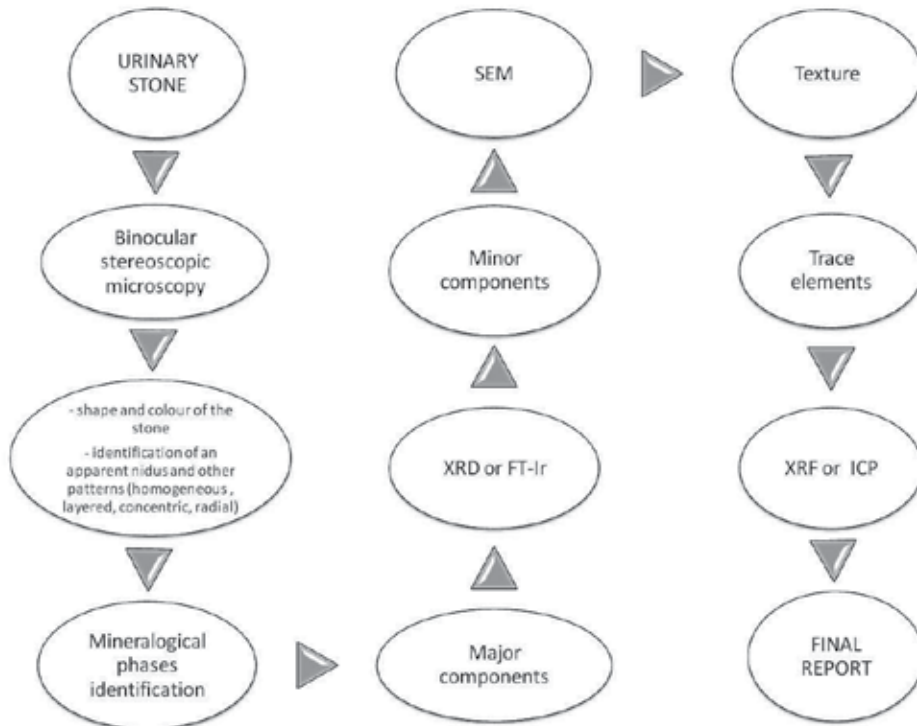 URINARY
STONE
Binocular
stereoscopic
microscopy
- shape and colour of the
stone
- identification of an
apparent nidus and other
patterns (homogeneous ,
layered, concentric, radial)
Mineralogical
phases
identification
Major
components
XRD or FT-Ir
Minor
components
SEM
Texture
Trace
elements
XRF or ICP
FINAL
REPORT